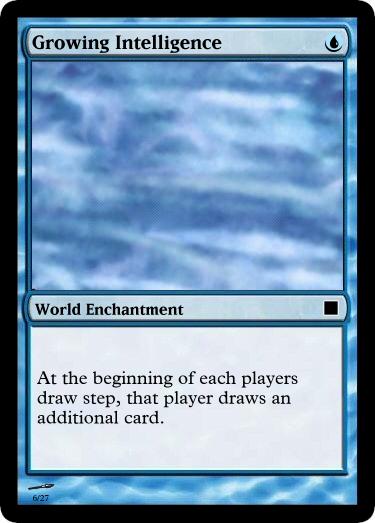 Growing Intelligence
World Enchantment
At the beginning of each players
draw step, that player draws an
additional card.
6/27